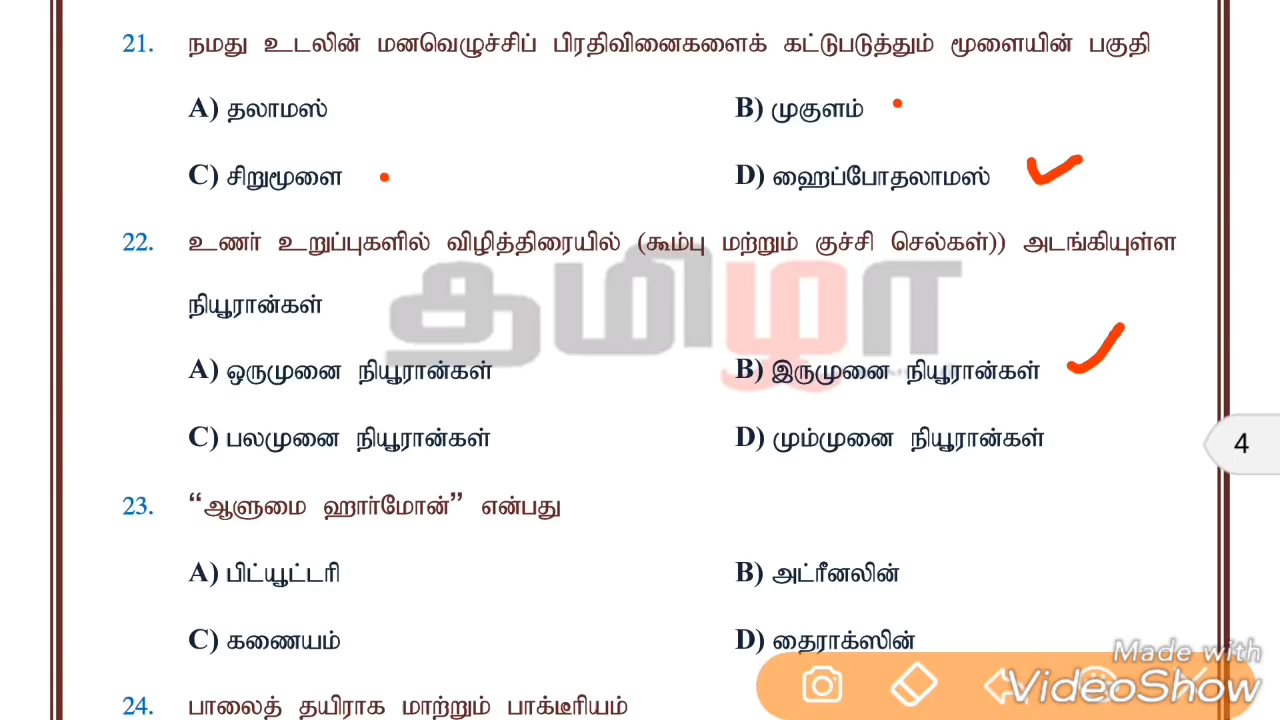 21. நமது உடலின் மனவெழுச்சிப் பிரதிவினைகளைக் கட்டுபடுத்தும் மூளையின் பகுதி
A) தலாமஸ் B) முகுளம்
C) சிறுமூளை D) ஹைப்போதலாமஸ்
22. உணர் உறுப்புகளில் விழித்திரையில் (கூம்பு மற்றும் குச்சி செல்கள்)) அடங்கியுள்ள
நியூரான்கள்
A) ஒருமுனை நியூரான்கள் B) இருமுனை நியூரான்கள்
C) பலமுனை நியூரான்கள் D) மும்முனை நியூரான்கள்
4
23. “ஆளுமை ஹார்மோன்” என்பது
A) பிட்யூட்டரி B) அட்ரீனலின்
C) கணையம் D) தைராக்ஸின்
24. பாலைத் தயிராக மாற்றும் பாக்டீரியம்
தமிழா
Made with
VideoShow